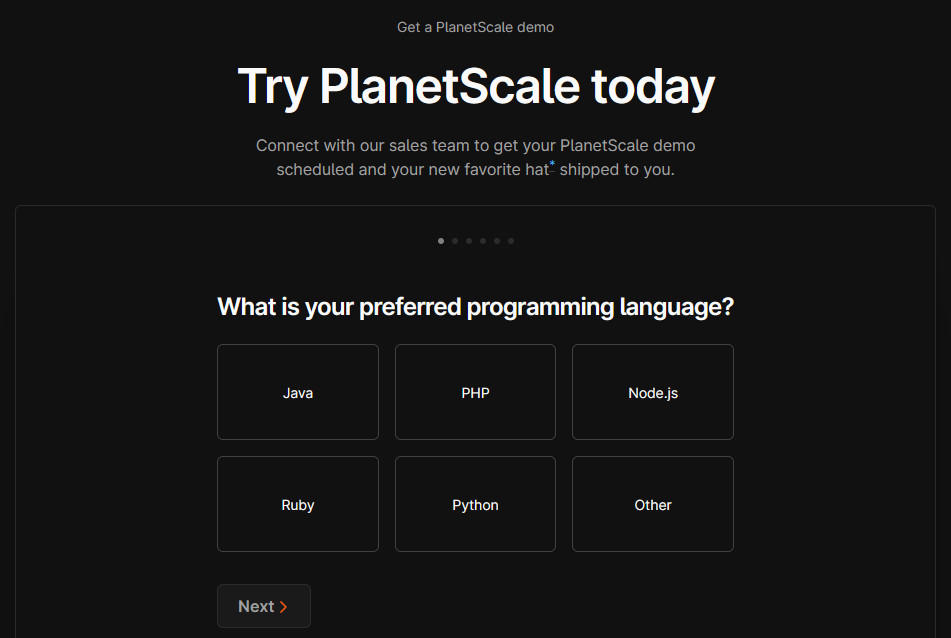 Get a PlanetScale demo
Try PlanetScale today
Connect with our sales team to get your PlanetScale demo
scheduled and your new favorite hat* shipped to you.
What is your preferred programming language?
Java
PHP
Node.js
Ruby
Python
Other
Next